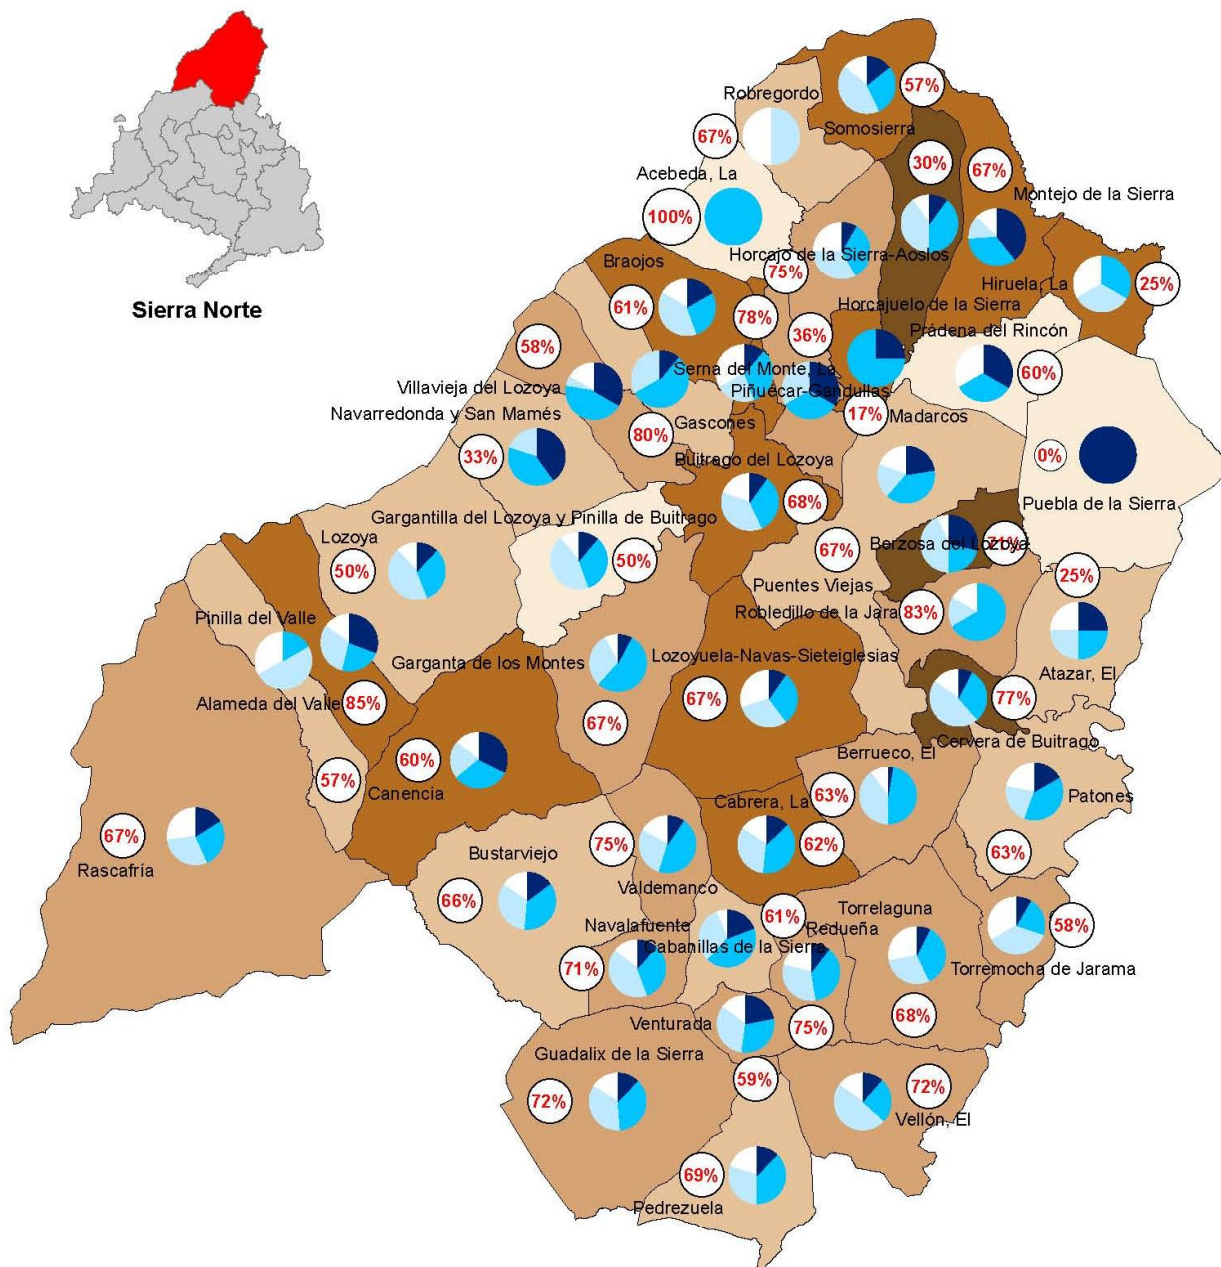 Sierra Norte
Robregordo
57%
Somosierra
67%
Acebeda, La
100%
30%
67%
Montejo de la Sierra
Horcajo de la Sierra-Aoslos
75%
Braojos
61%
Hiruela, La
25%
78%
Horcajuelo de la Sierra
36%
Prádena del Rincón
58%
60%
Serna del Monte, La
Villavieja del Lozoya
Piñuécar-Gandullas
Navarredonda y San Mamés
17%
Madarcos
Gascones
80%
33%
Buitrago del Lozoya
0%
68%
Puebla de la Sierra
Gargantilla del Lozoya y Pinilla de Buitrago
Lozoya
50%
50%
67%
Berzosa del Lozoya
71%
25%
Puentes Viejas
Robledillo de la Jara
83%
Pinilla del Valle
Garganta de los Montes
Lozoyuela-Navas-Sieteiglesias
Atazar, El
Alameda del Valle
85%
67%
67%
77%
Cervera de Buitrago
60%
Canencia
57%
Berrueco, El
63%
Patones
Cabrera, La
62%
67%
Rascafría
75%
63%
Bustarviejo
66%
Valdemanco
61%
Torrelaguna
Navalafuente
Redueña
58%
Cabanillas de la Sierra
71%
Torremocha de Jarama
68%
Venturada
75%
Guadalix de la Sierra
59%
72%
72%
Vellón, El
69%
Pedrezuela